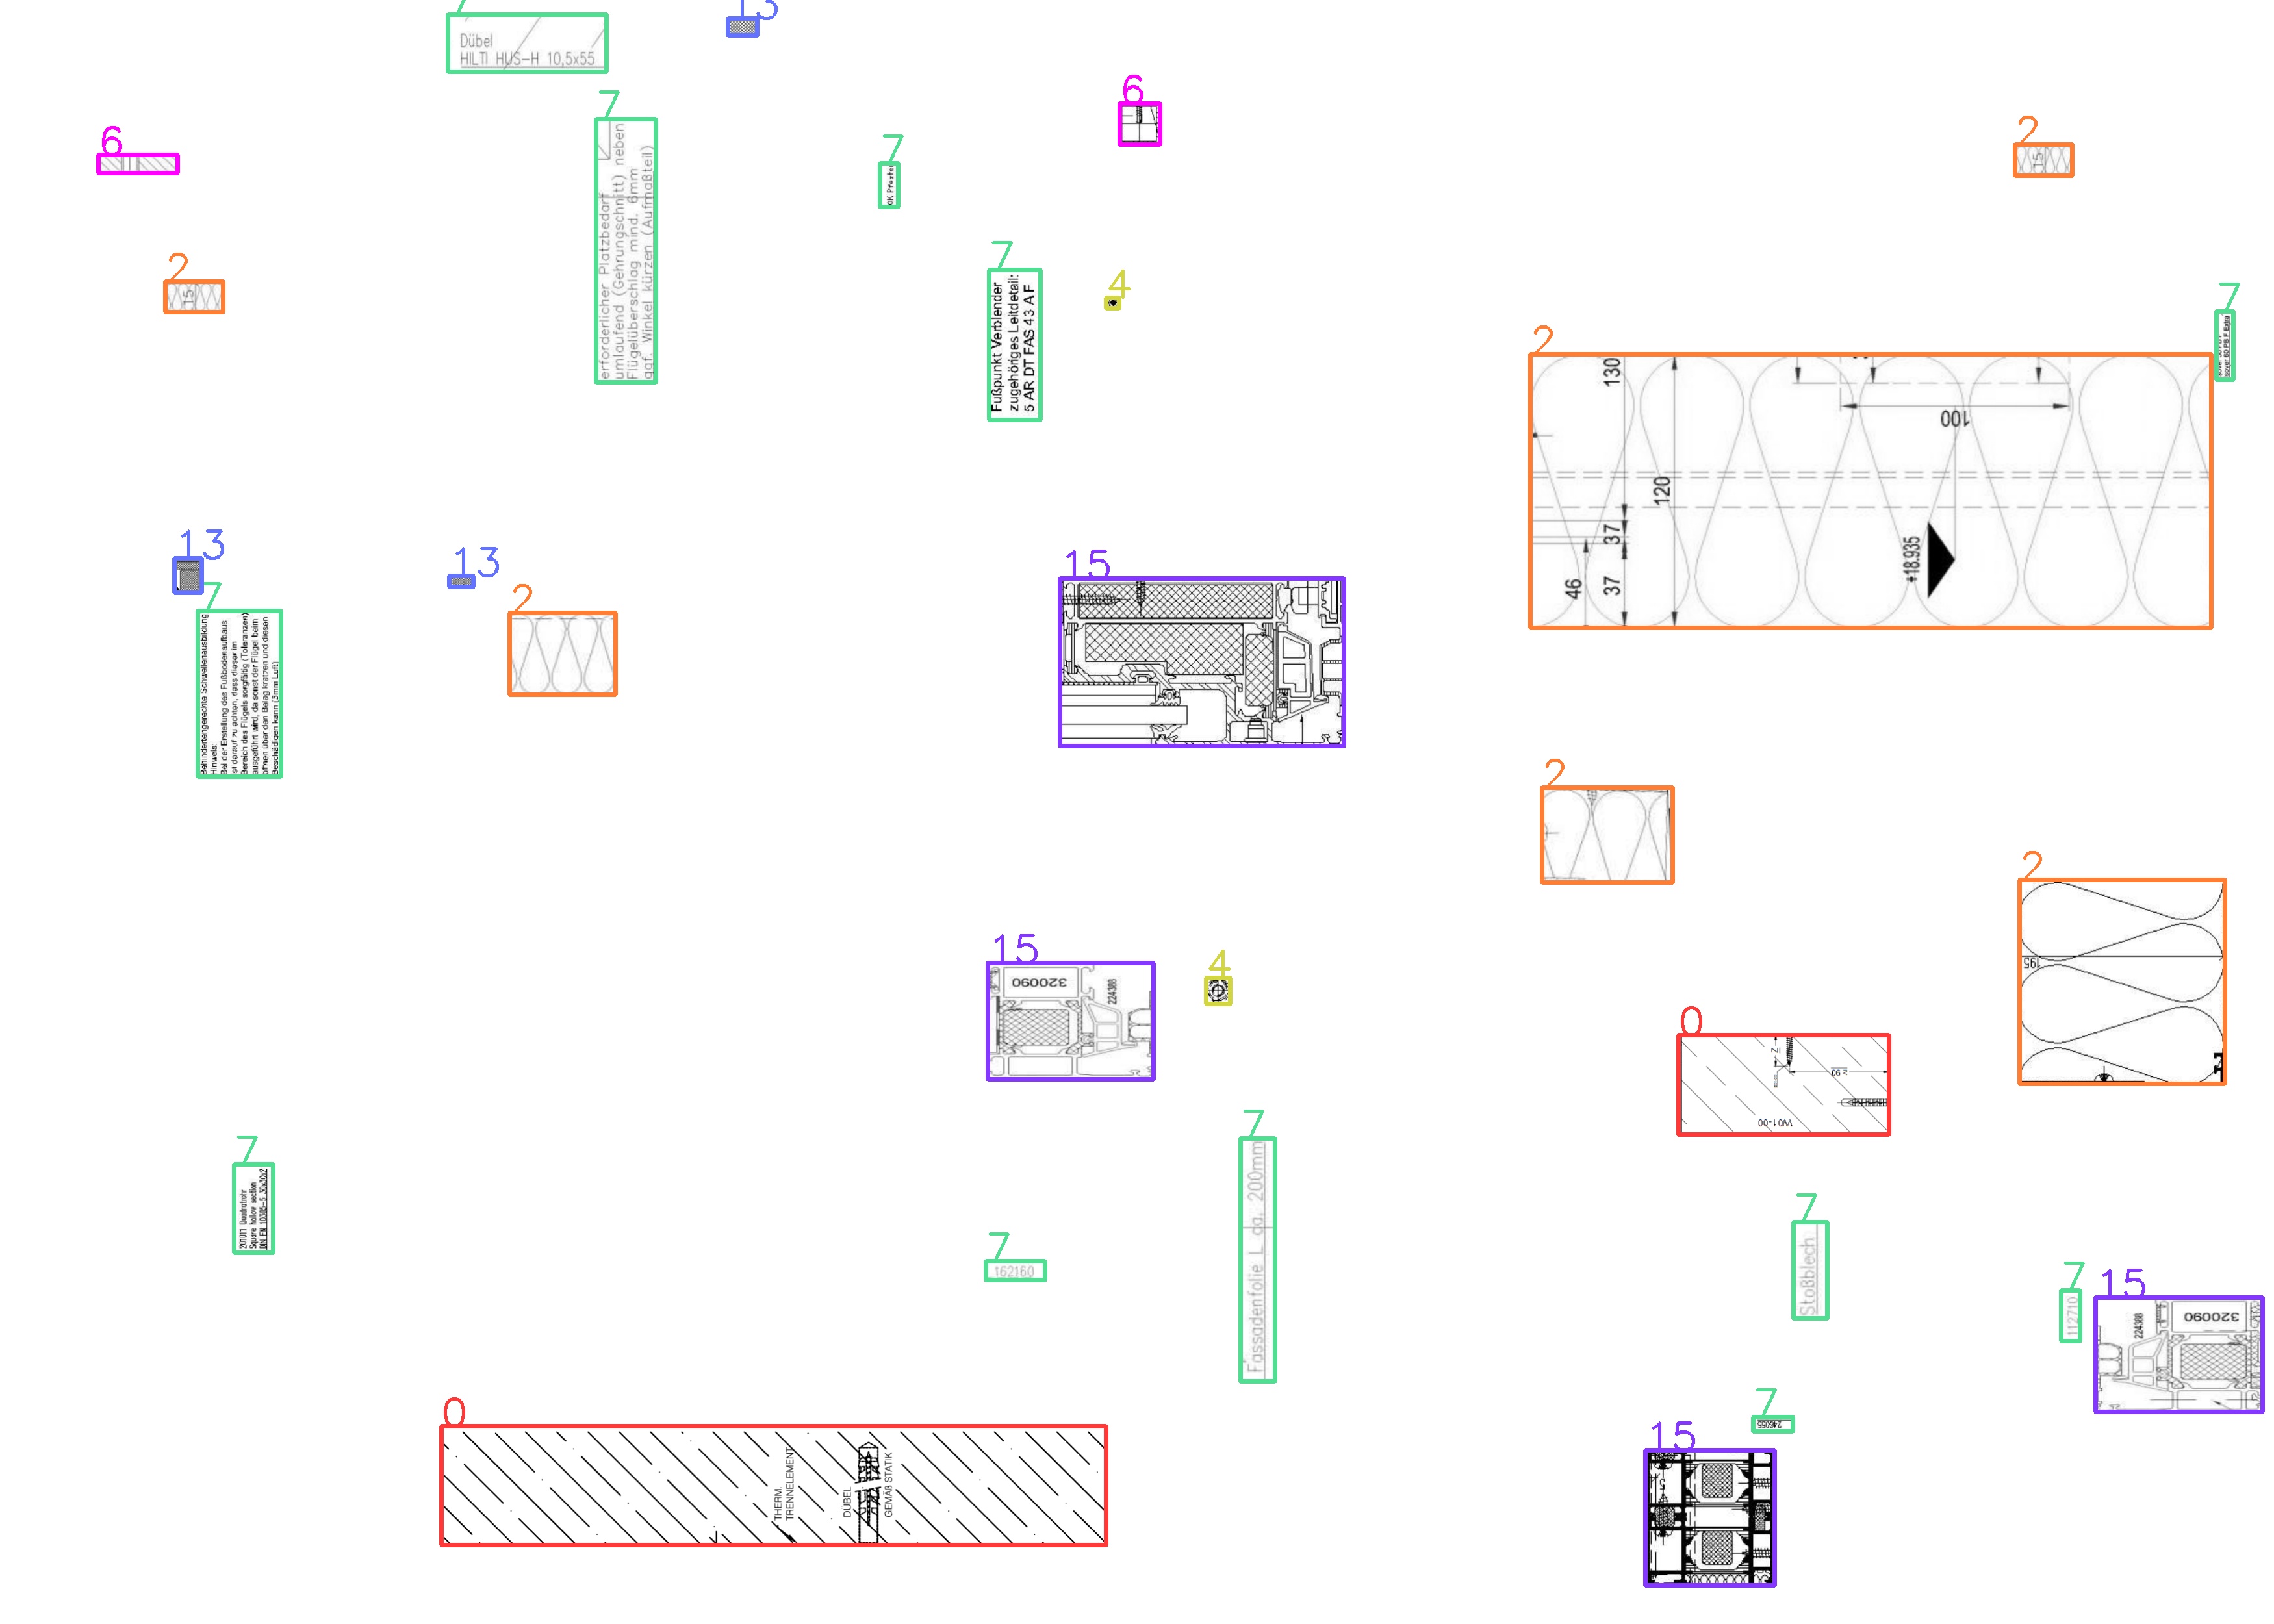 7
Dübel
HILTI HUS-H 10,5x55
13
6
6
7
erforderlicher Platzbedarf
umlaufend (Gehrungschnitt) neben
Flügelüberschlag mind. 6mm
ggf. Winkel kürzen (Aufmaßteil)
7
2
15
2
15
7
Fußpunkt Verblender
zugehöriges Leitdetail:
5 AR DT FAS 43 A F
4
7
2
130
120
100
37
37
46
+18.935
13
13
2
7
Behindertengerechte Schwellenausbildung
Hinweis:
Bei der Erstellung des Fußbodenaufbaus
ist darauf zu achten, dass dieser im
Bereich des Flügels sorgfältig (Toleranzen)
ausgeführt wird, da sonst der Flügel beim
öffnen über den Belag kratzen und diesen
Beschädigen kann (3mm Luft)
15
2
2
195
15
320090
224388
4
0
≥ 90
W01-00
7
201011 Quadratrohr
Square hollow section
DIN EN 10305-5 30x30x2
7
162160
7
Fassadenfolie L ca. 200mm
7
Stoßblech
7
112710
15
320090
224388
7
246055
15
0
THERM.
TRENNELEMENT
DÜBEL
GEMÄß STATIK